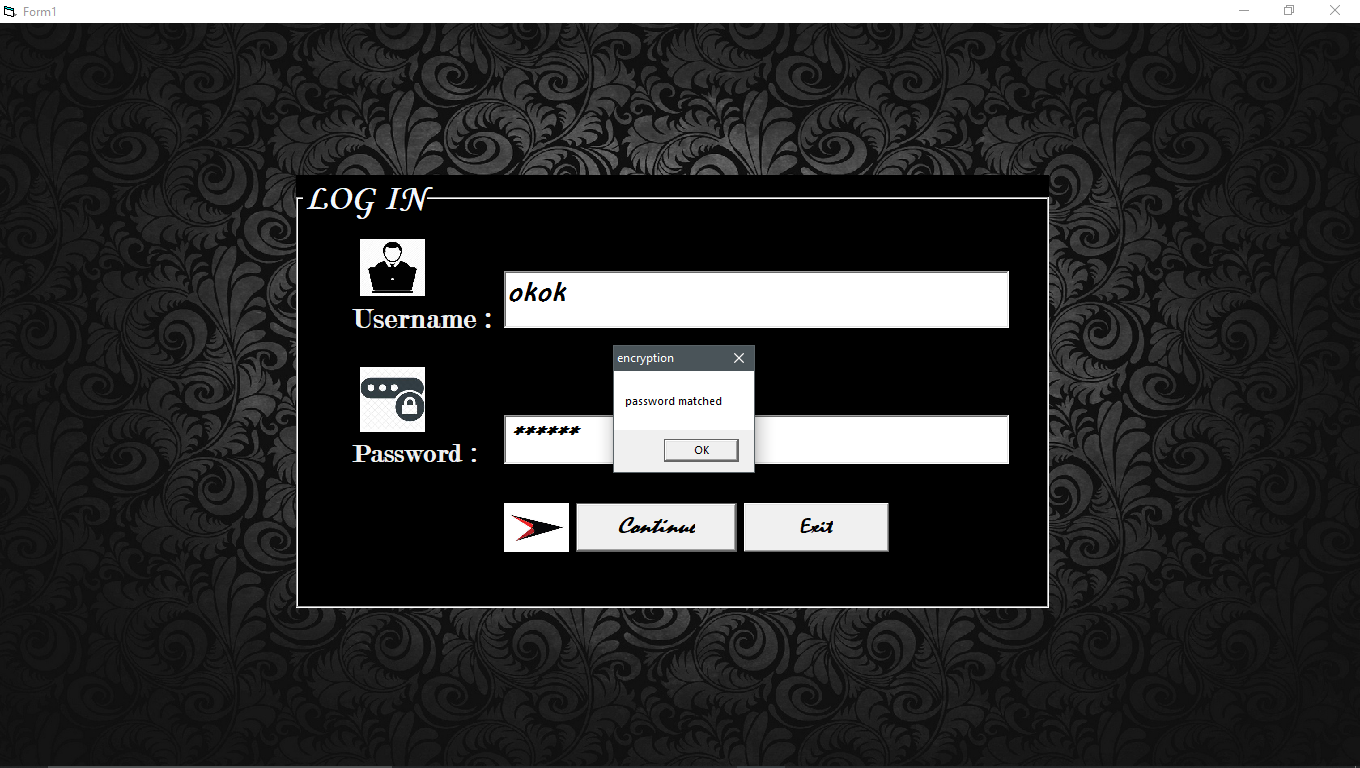 Form1
LOG IN
okok
Username :
encryption
password matched
OK
******
Password :
Continue
Exit